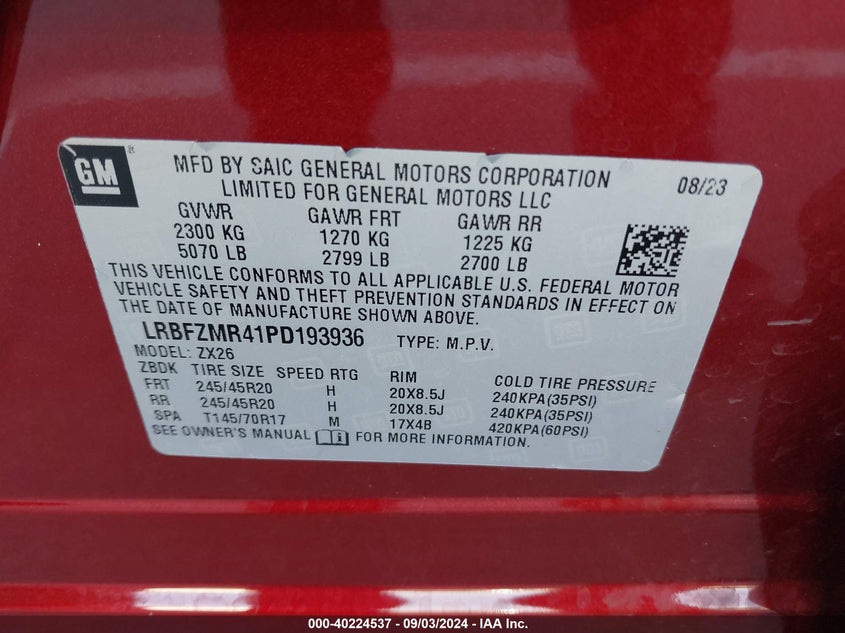 GM
MFD BY SAIC GENERAL MOTORS CORPORATION
LIMITED FOR GENERAL MOTORS LLC
08/23
GVWR GAWR FRT GAWR RR
2300 KG 1270 KG 1225 KG
5070 LB 2799 LB 2700 LB
THIS VEHICLE CONFORMS TO ALL APPLICABLE U.S. FEDERAL MOTOR
VEHICLE SAFETY AND THEFT PREVENTION STANDARDS IN EFFECT ON
THE DATE OF MANUFACTURE SHOWN ABOVE.
LRBFZMR41PD193936 TYPE: M.P.V.
MODEL: ZX26
ZBDK TIRE SIZE SPEED RTG RIM COLD TIRE PRESSURE
FRT 245/45R20 H 20X8.5J 240KPA(35PSI)
RR 245/45R20 H 20X8.5J 240KPA(35PSI)
SPA T145/70R17 M 17X4B 420KPA(60PSI)
SEE OWNER'S MANUAL FOR MORE INFORMATION.
000-40224537 - 09/03/2024 - IAA Inc.